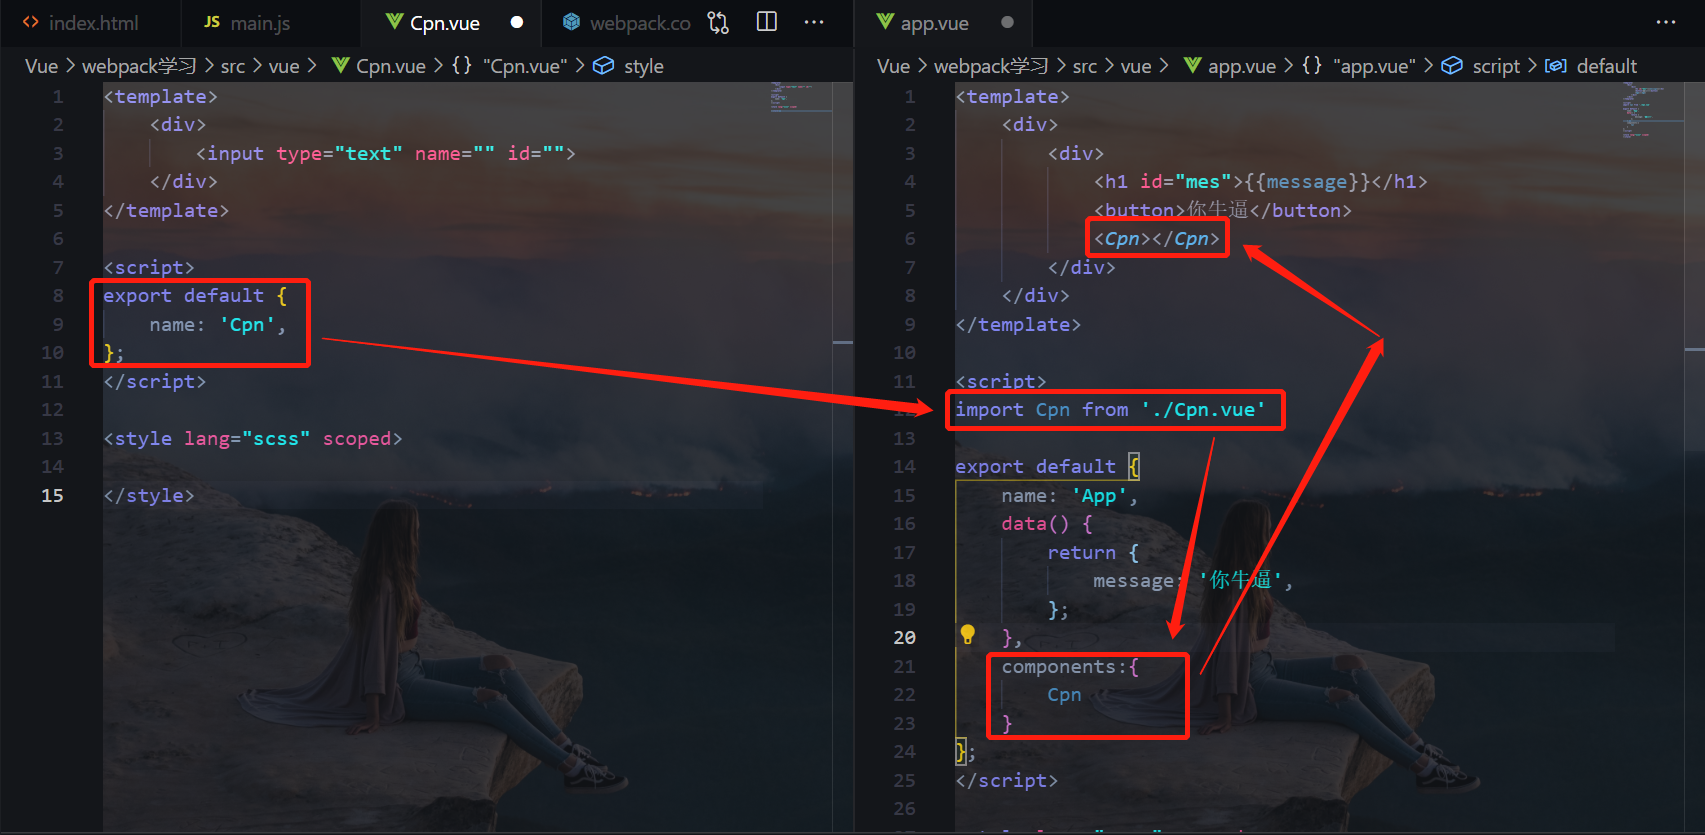 index.html
JS main.js
Cpn.vue
webpack.co
Vue > webpack学习 > src > vue > Cpn.vue > {} "Cpn.vue" > style
1 <template>
2 <div>
3 <input type="text" name="" id="">
4 </div>
5 </template>
6
7 <script>
8 export default {
9 name: 'Cpn',
10 };
11 </script>
12
13 <style lang="scss" scoped>
14
15 </style>
app.vue
Vue > webpack学习 > src > vue > app.vue > {} "app.vue" > script > default
1 <template>
2 <div>
3 <div>
4 <h1 id="mes">{{message}}</h1>
5 <button>你牛逼</button>
6 <Cpn></Cpn>
7 </div>
8 </div>
9 </template>
10
11 <script>
12 import Cpn from './Cpn.vue'
13
14 export default {
15 name: 'App',
16 data() {
17 return {
18 message: '你牛逼',
19 };
20 },
21 components:{
22 Cpn
23 }
24 };
25 </script>
26